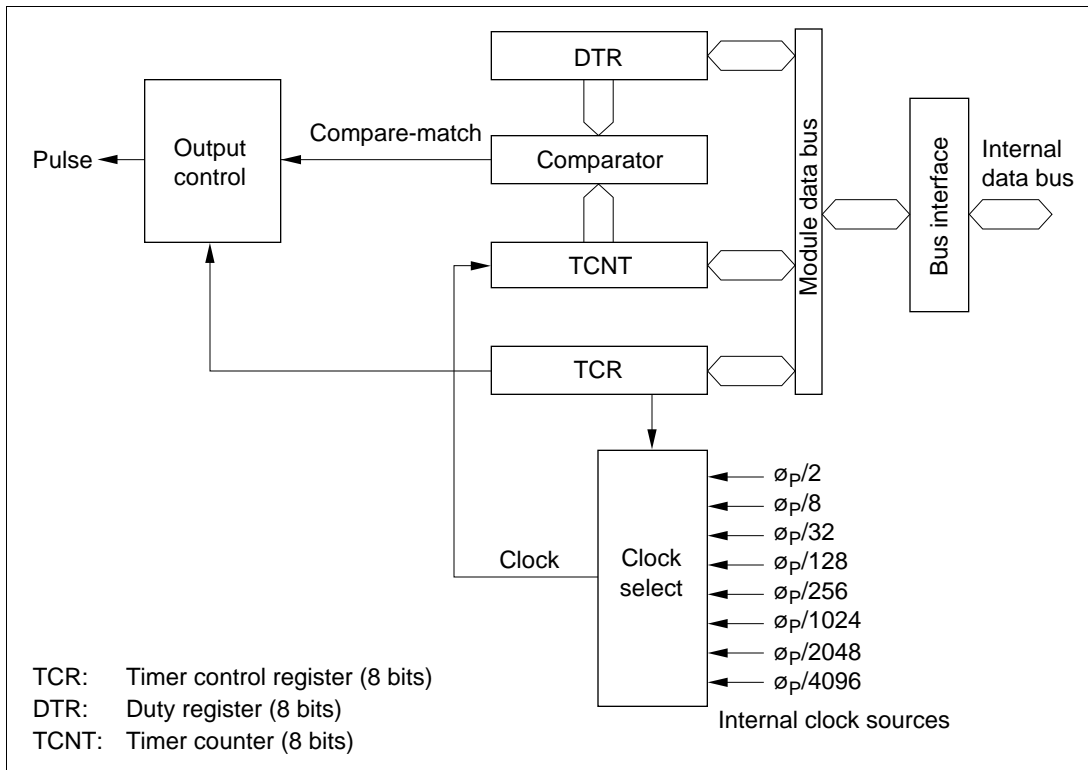 DTR
Compare-match
Pulse
Output
control
Comparator
TCNT
TCR
Module data bus
Bus interface
Internal
data bus
øP/2
øP/8
øP/32
øP/128
øP/256
øP/1024
øP/2048
øP/4096
Clock
Clock
select
Internal clock sources
TCR: Timer control register (8 bits)
DTR: Duty register (8 bits)
TCNT: Timer counter (8 bits)